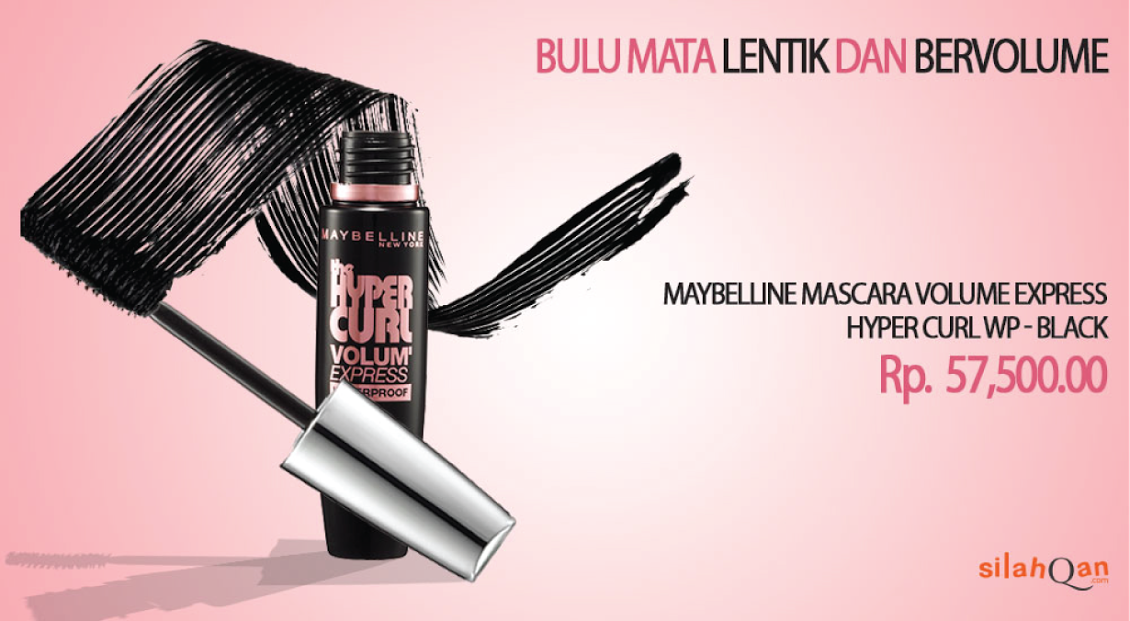 BULU MATA LENTIK DAN BERVOLUME
MAYBELLINE
NEW YORK
the
HYPER
CURL
VOLUM'
EXPRESS
MAYBELLINE MASCARA VOLUME EXPRESS
HYPER CURL WP - BLACK
Rp. 57,500.00
silahQan
.com